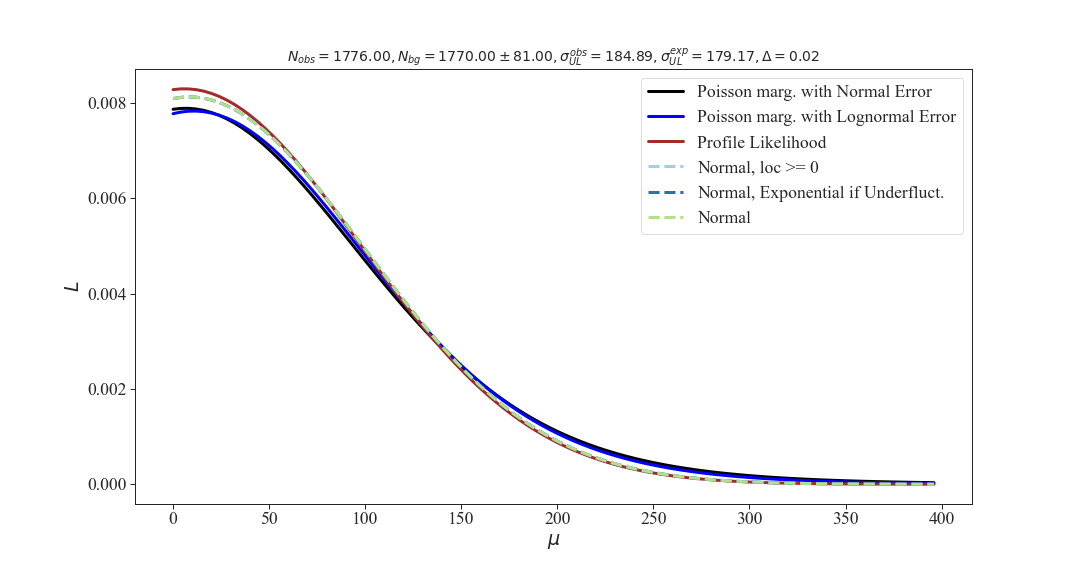 N_obs = 1776.00, N_bg = 1770.00 ± 81.00, σ_UL^obs = 184.89, σ_UL^exp = 179.17, Δ = 0.02
Poisson marg. with Normal Error
Poisson marg. with Lognormal Error
Profile Likelihood
Normal, loc >= 0
Normal, Exponential if Underfluct.
Normal
0.008
0.006
0.004
0.002
0.000
L
0 50 100 150 200 250 300 350 400
μ